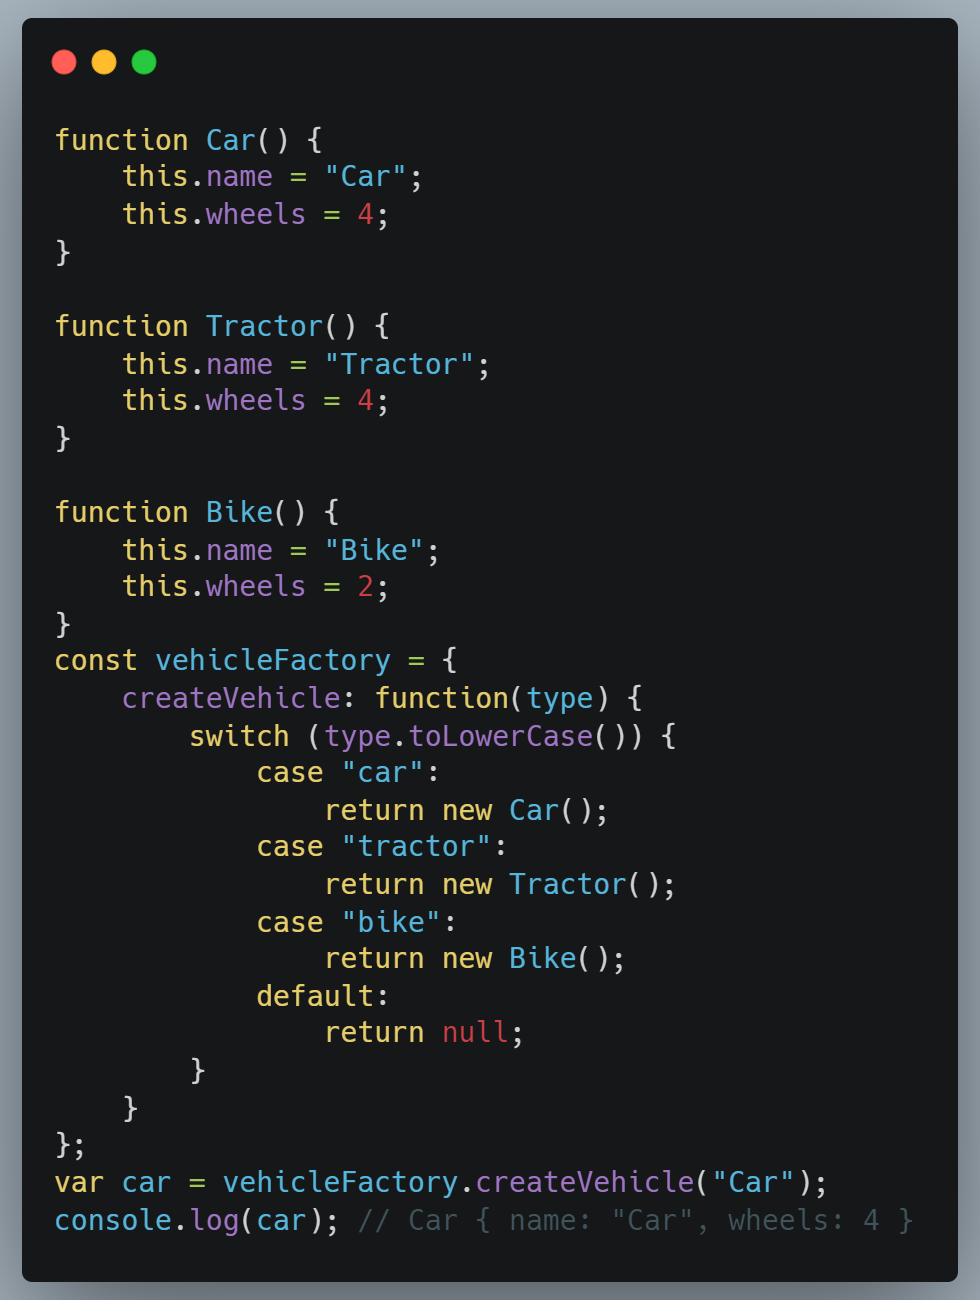 function Car() {
    this.name = "Car";
    this.wheels = 4;
}

function Tractor() {
    this.name = "Tractor";
    this.wheels = 4;
}

function Bike() {
    this.name = "Bike";
    this.wheels = 2;
}
const vehicleFactory = {
    createVehicle: function(type) {
        switch (type.toLowerCase()) {
            case "car":
                return new Car();
            case "tractor":
                return new Tractor();
            case "bike":
                return new Bike();
            default:
                return null;
        }
    }
};
var car = vehicleFactory.createVehicle("Car");
console.log(car); // Car { name: "Car", wheels: 4 }